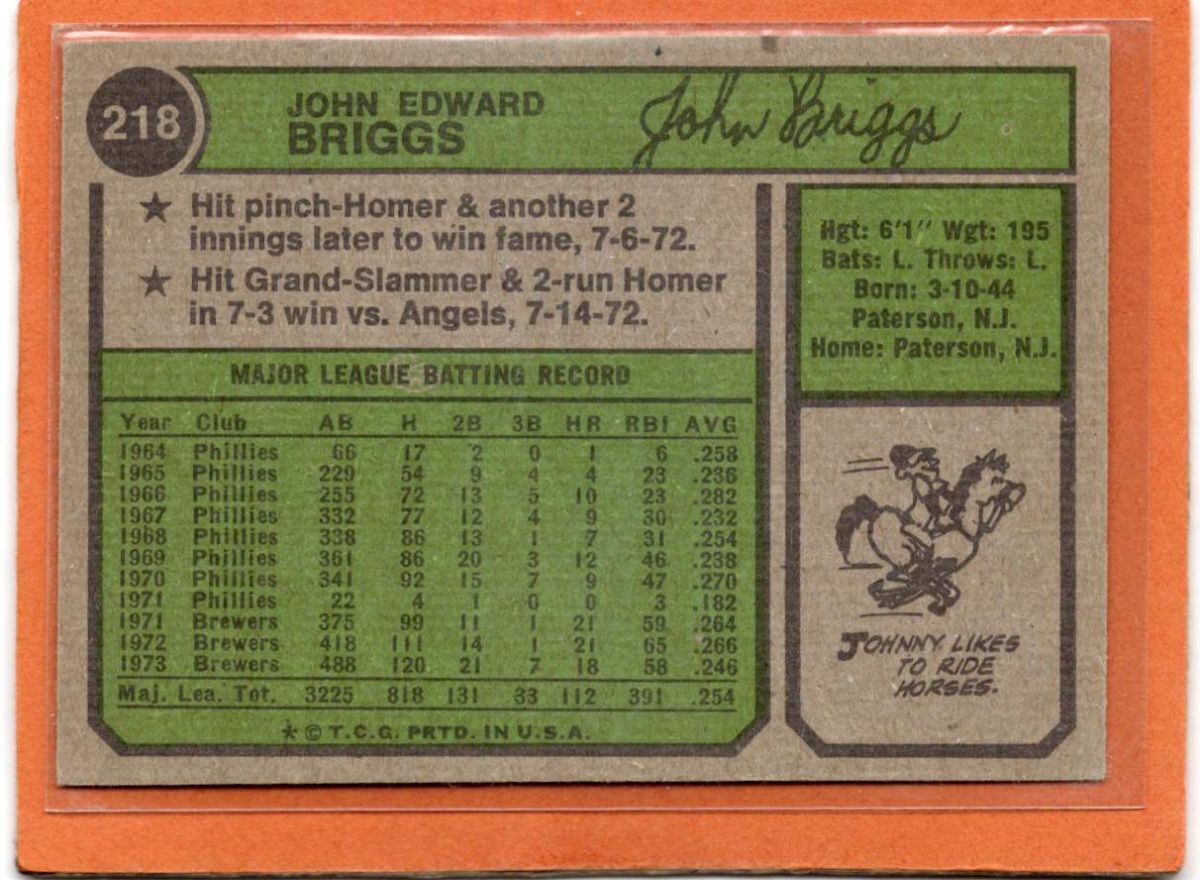 218
JOHN EDWARD
BRIGGS
John Briggs
★ Hit pinch-Homer & another 2
innings later to win fame, 7-6-72.
★ Hit Grand-Slammer & 2-run Homer
in 7-3 win vs. Angels, 7-14-72.
Hgt: 6'1" Wgt: 195
Bats: L. Throws: L.
Born: 3-10-44
Paterson, N.J.
Home: Paterson, N.J.
MAJOR LEAGUE BATTING RECORD
Year Club AB H 2B 3B HR RBI AVG
1964 Phillies 66 17 2 0 1 6 .258
1965 Phillies 229 54 9 4 4 23 .236
1966 Phillies 255 72 13 5 10 23 .282
1967 Phillies 332 77 12 4 9 30 .232
1968 Phillies 338 86 13 1 7 31 .254
1969 Phillies 361 86 20 3 12 46 .238
1970 Phillies 341 92 15 7 9 47 .270
1971 Phillies 22 4 1 0 0 3 .182
1971 Brewers 375 99 11 1 21 59 .264
1972 Brewers 418 111 14 1 21 65 .266
1973 Brewers 488 120 21 7 18 58 .246
Maj. Lea. Tot. 3225 818 131 33 112 391 .254
* © T.C.G. PRTD. IN U.S.A.
JOHNNY LIKES
TO RIDE
HORSES.